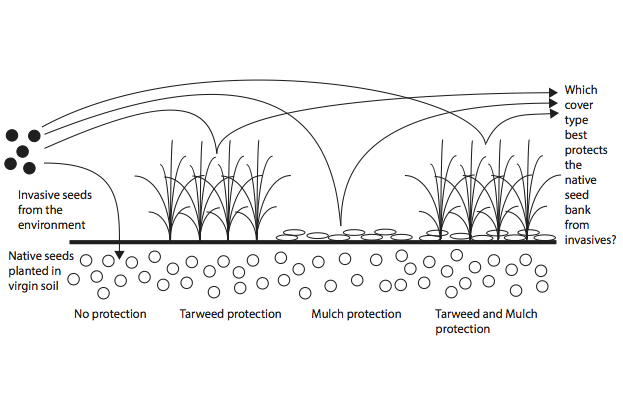 Which
cover
type
best
protects
the
native
seed
bank
from
invasives?
Invasive seeds
from the
environment
Native seeds
planted in
virgin soil
No protection
Tarweed protection
Mulch protection
Tarweed and Mulch
protection